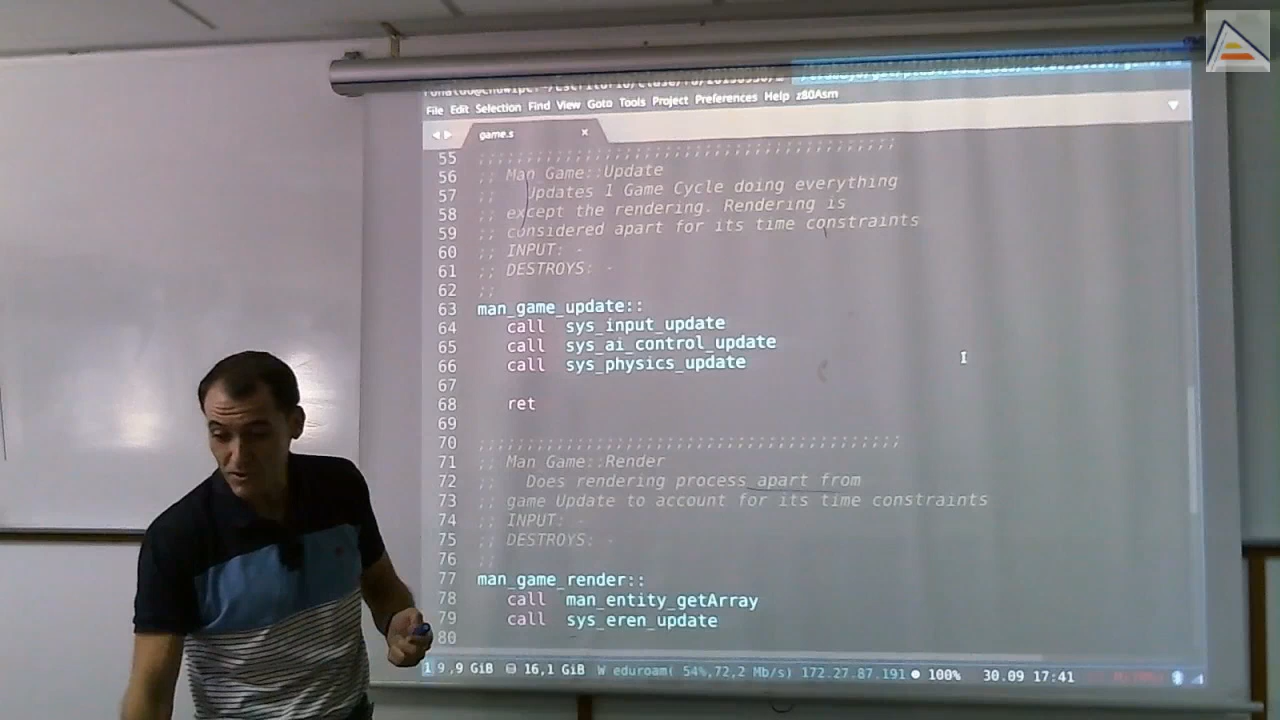 File Edit Selection Find View Goto Tools Project Preferences Help z80Asm
game.s ×
55 ;;;;;;;;;;;;;;;;;;;;;;;;;;;;;;;;;;;;;;;;;;
56 ;; Man Game::Update
57 ;; Updates 1 Game Cycle doing everything
58 ;; except the rendering. Rendering is
59 ;; considered apart for its time constraints
60 ;; INPUT: -
61 ;; DESTROYS: -
62 ;;
63 man_game_update::
64 call sys_input_update
65 call sys_ai_control_update
66 call sys_physics_update
67
68 ret
69
70 ;;;;;;;;;;;;;;;;;;;;;;;;;;;;;;;;;;;;;;;;;;
71 ;; Man Game::Render
72 ;; Does rendering process apart from
73 ;; game Update to account for its time constraints
74 ;; INPUT: -
75 ;; DESTROYS: -
76 ;;
77 man_game_render::
78 call man_entity_getArray
79 call sys_eren_update
80
1 9,9 GiB 16,1 GiB W eduroam( 54%,72,2 Mb/s) 172.27.87.191 100% 30.09 17:41